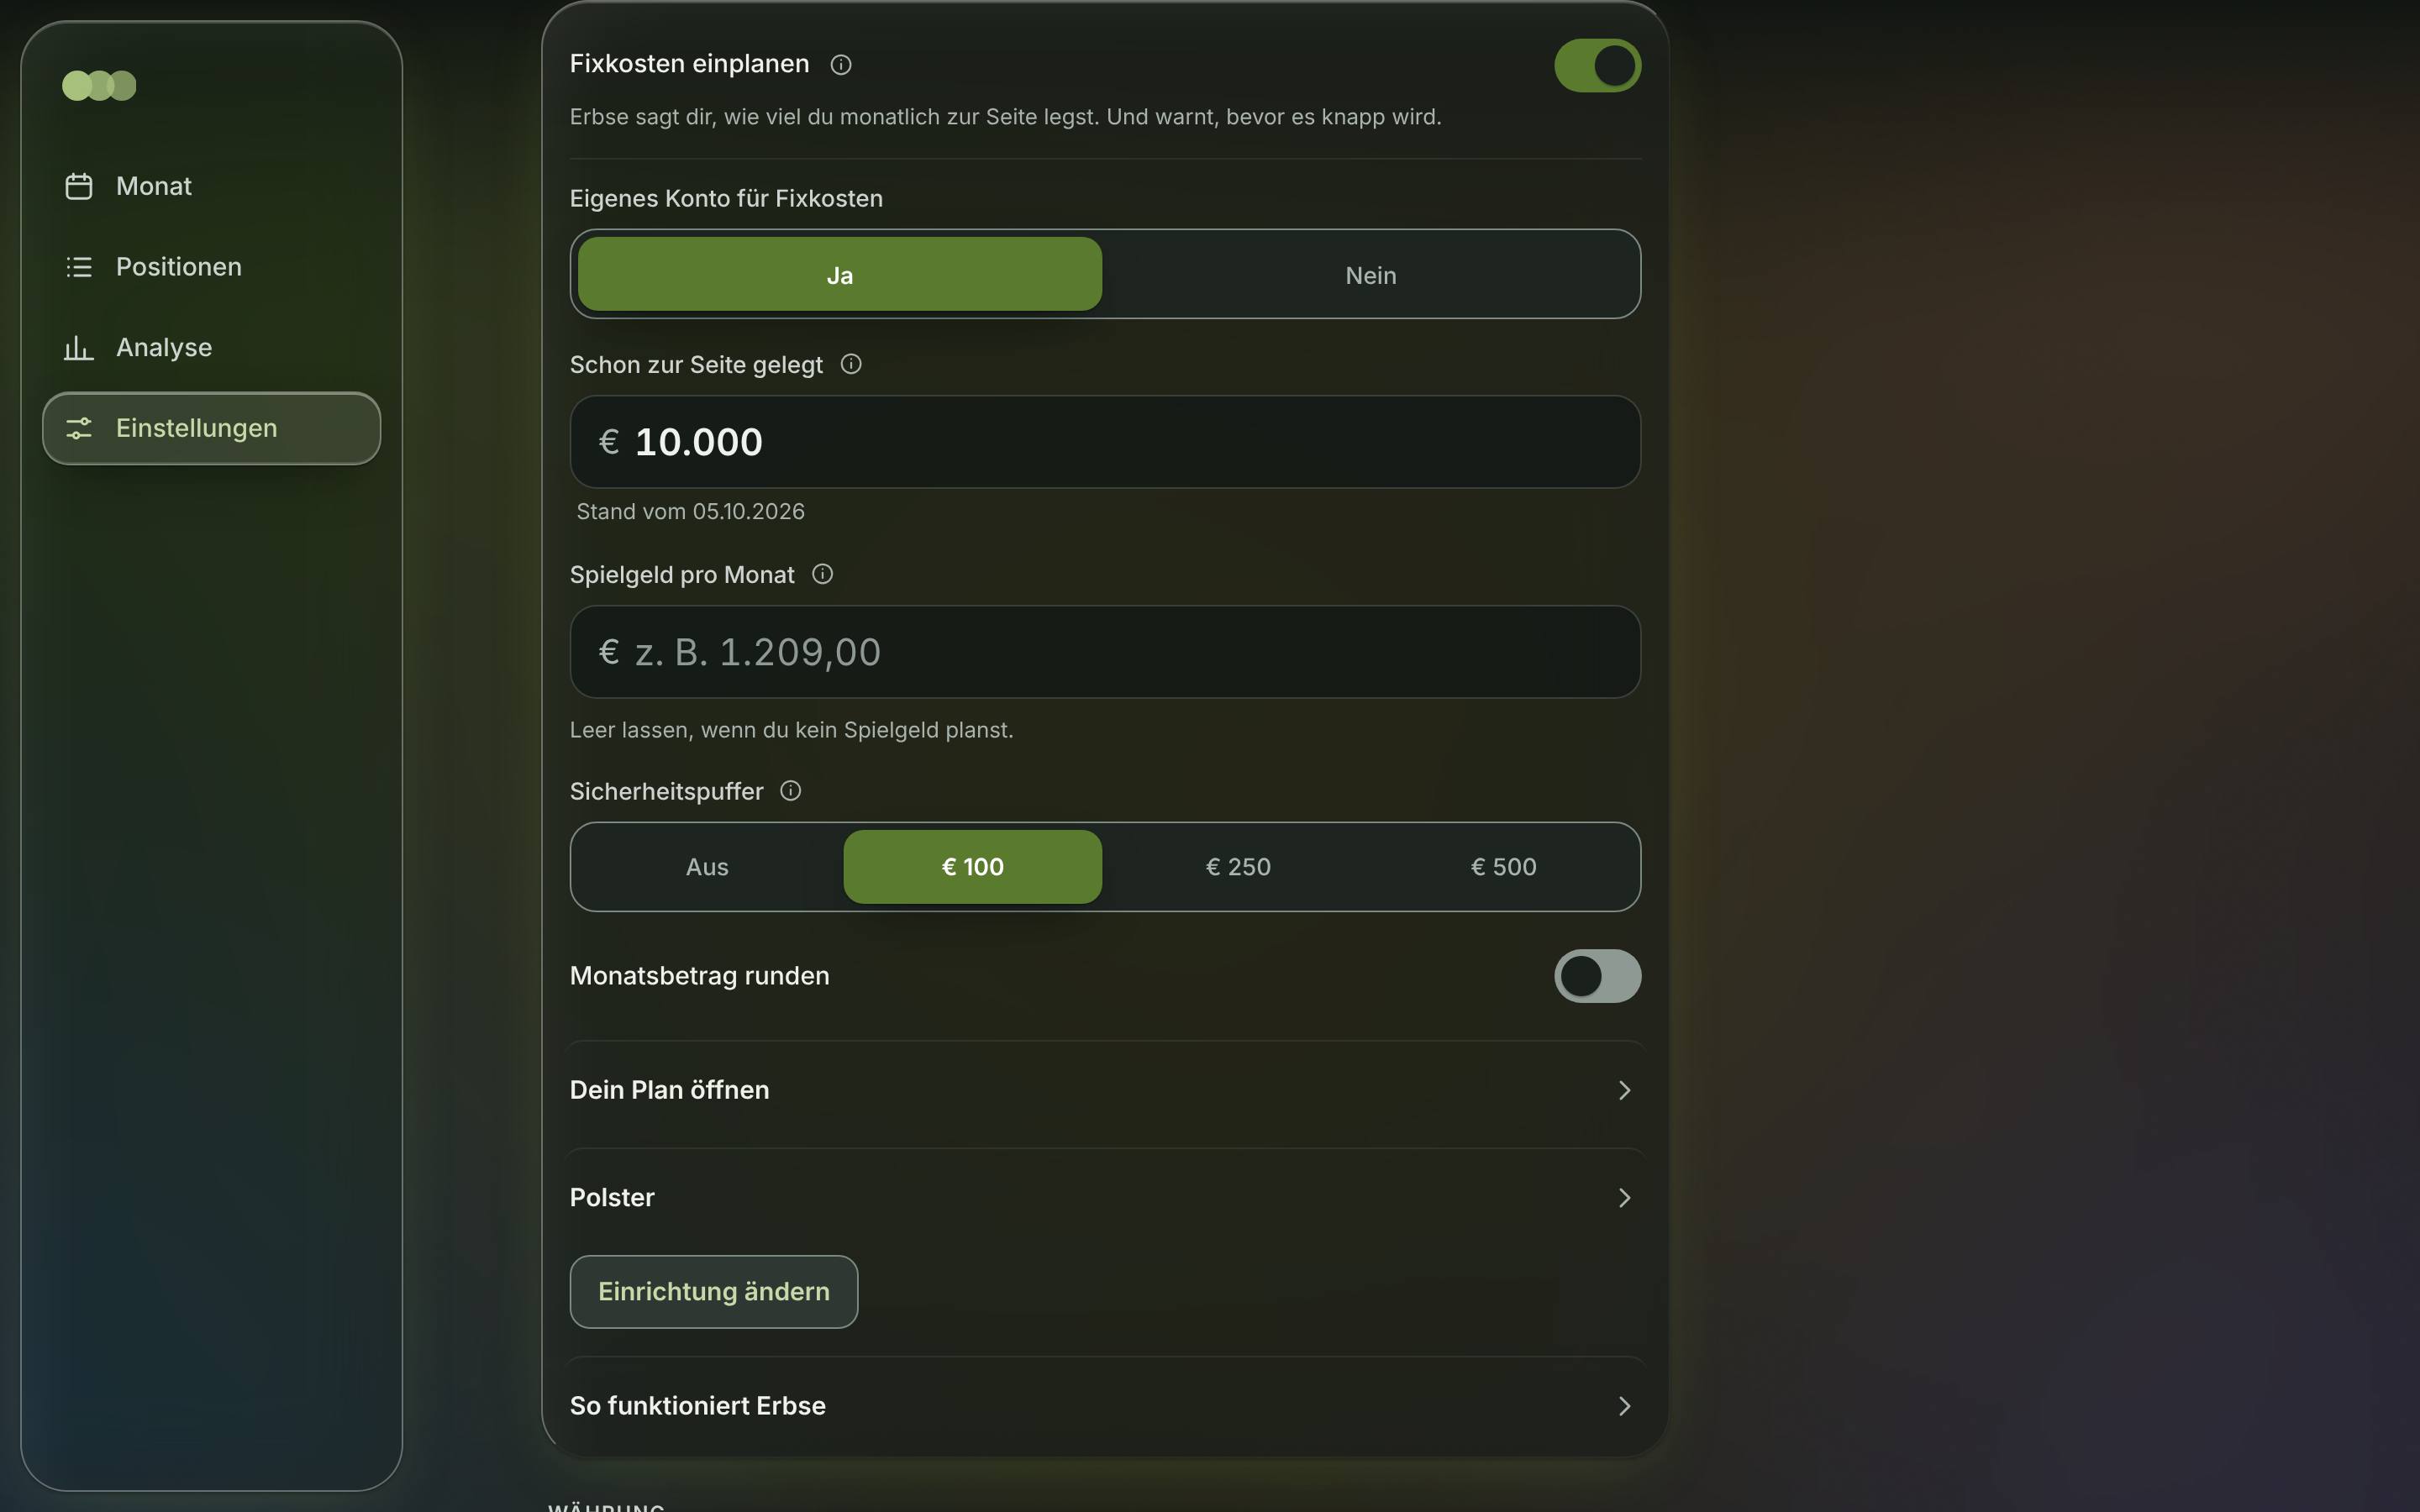 Monat
Positionen
Analyse
Einstellungen
Fixkosten einplanen
Erbse sagt dir, wie viel du monatlich zur Seite legst. Und warnt, bevor es knapp wird.
Eigenes Konto für Fixkosten
Ja Nein
Schon zur Seite gelegt
€ 10.000
Stand vom 05.10.2026
Spielgeld pro Monat
€ z. B. 1.209,00
Leer lassen, wenn du kein Spielgeld planst.
Sicherheitspuffer
Aus € 100 € 250 € 500
Monatsbetrag runden
Dein Plan öffnen
Polster
Einrichtung ändern
So funktioniert Erbse
WÄHRUNG